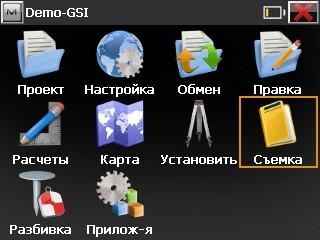 M Demo-GSI
Проект Настройка Обмен Правка
Расчеты Карта Установить Съемка
Разбивка Прилож-я